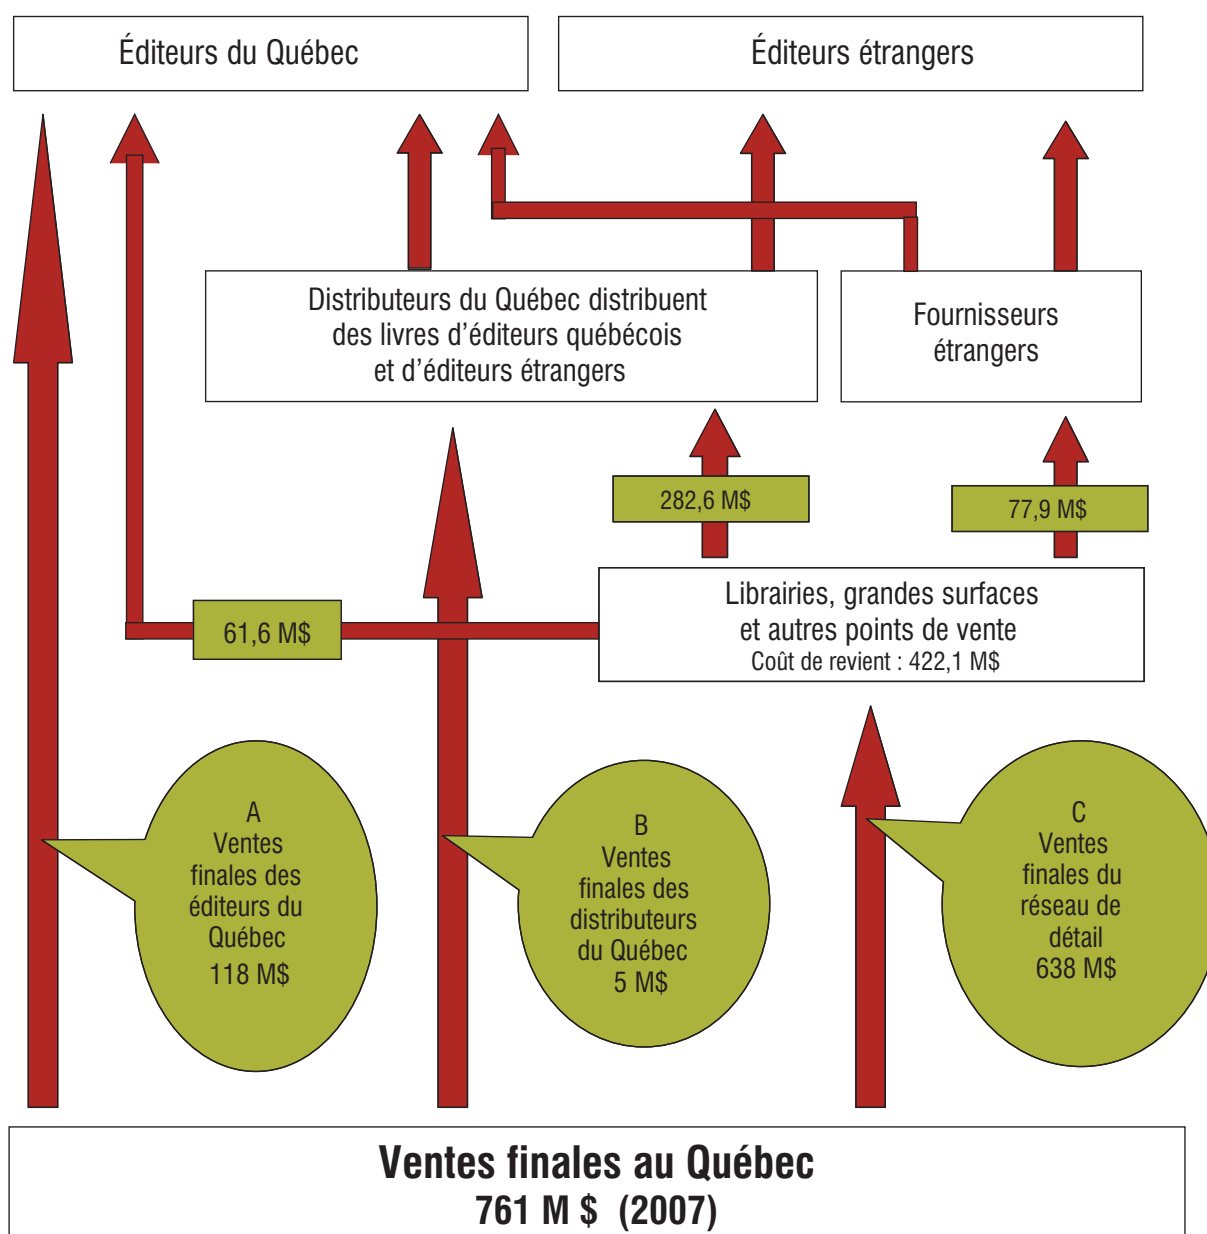 Éditeurs du Québec
Éditeurs étrangers
Distributeurs du Québec distribuent
des livres d'éditeurs québécois
et d'éditeurs étrangers
Fournisseurs
étrangers
282,6 M$
77,9 M$
Librairies, grandes surfaces
et autres points de vente
Coût de revient : 422,1 M$
61,6 M$
A
Ventes
finales des
éditeurs du
Québec
118 M$
B
Ventes
finales des
distributeurs
du Québec
5 M$
C
Ventes
finales du
réseau de
détail
638 M$
Ventes finales au Québec
761 M $ (2007)